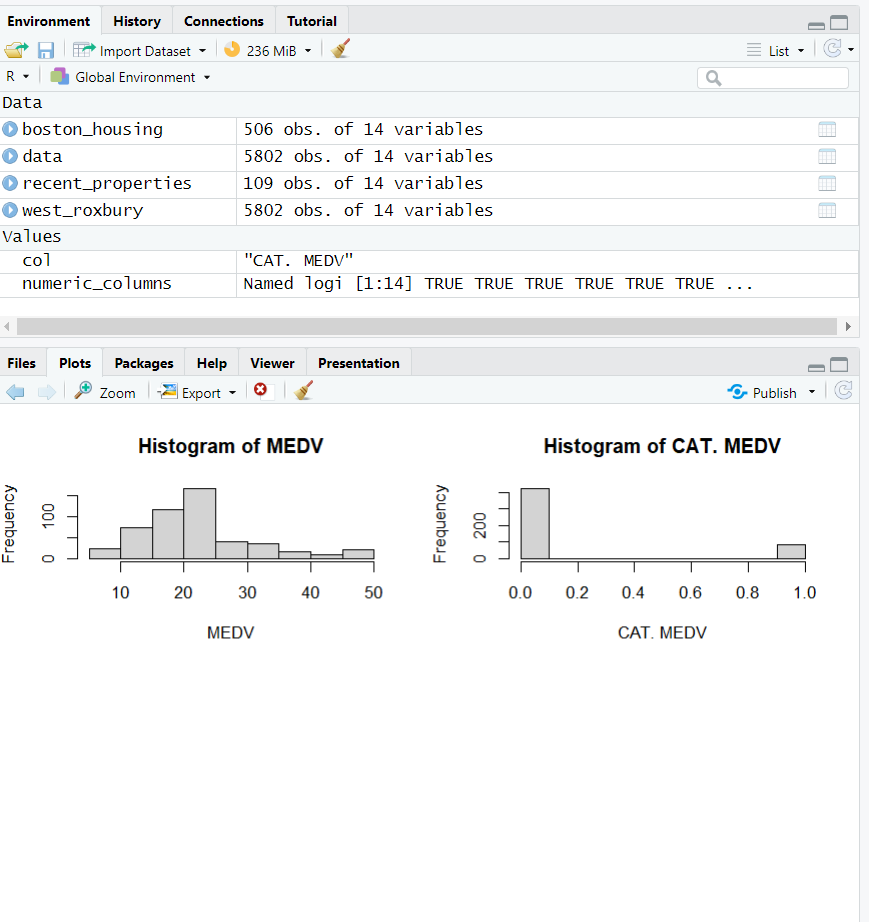 Environment History Connections Tutorial
Import Dataset 236 MiB List
R Global Environment
Data
boston_housing 506 obs. of 14 variables
data 5802 obs. of 14 variables
recent_properties 109 obs. of 14 variables
west_roxbury 5802 obs. of 14 variables
Values
col "CAT. MEDV"
numeric_columns Named logi [1:14] TRUE TRUE TRUE TRUE TRUE TRUE ...
Files Plots Packages Help Viewer Presentation
Zoom Export Publish
Histogram of MEDV
Frequency
0 100
10 20 30 40 50
MEDV
Histogram of CAT. MEDV
Frequency
0 200
0.0 0.2 0.4 0.6 0.8 1.0
CAT. MEDV